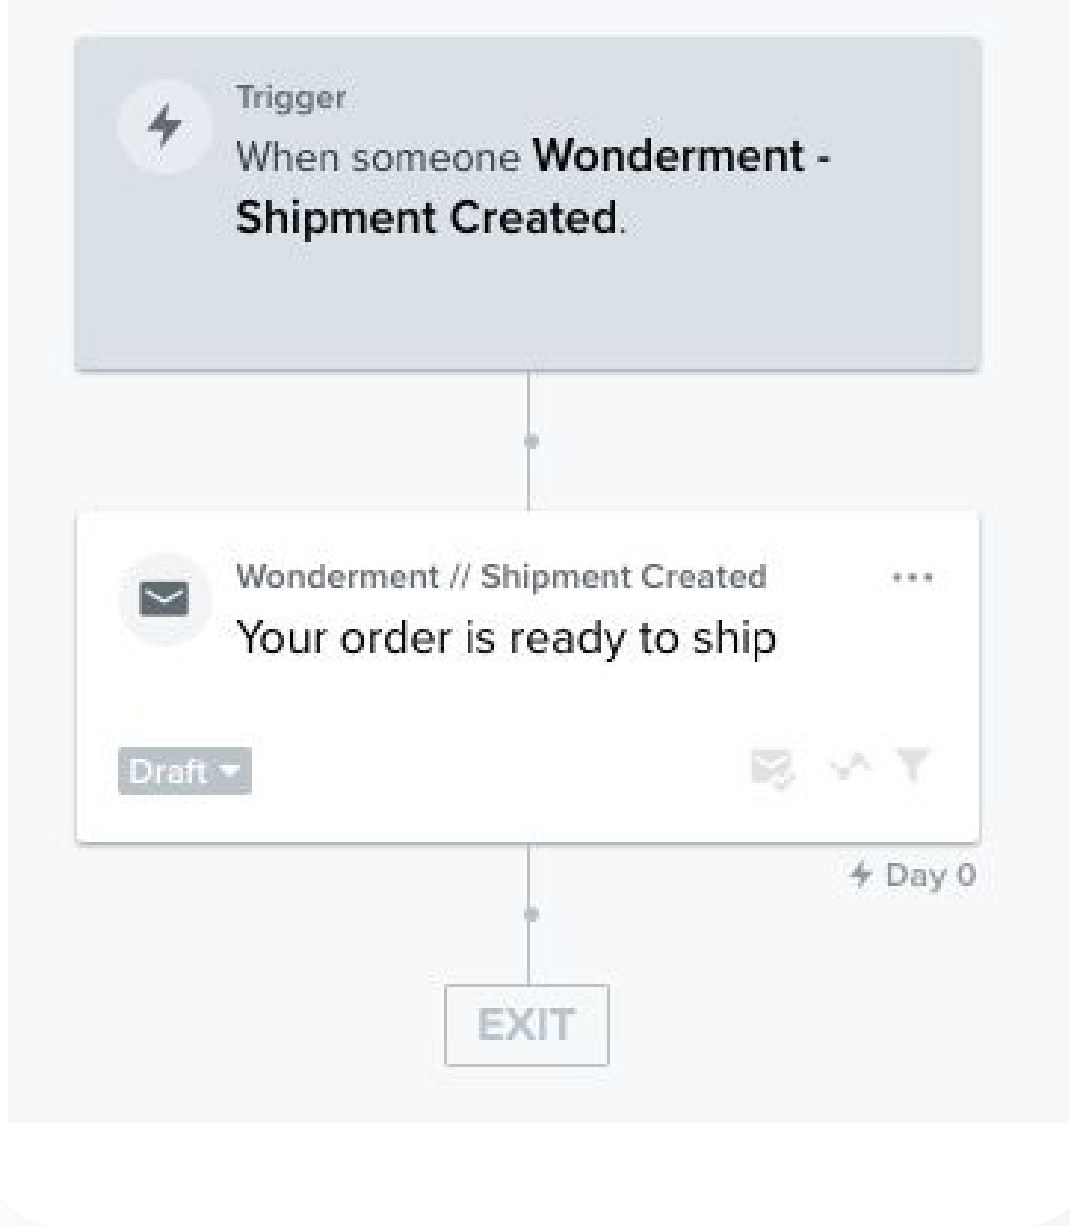 Trigger
When someone Wonderment -
Shipment Created.
Wonderment // Shipment Created
Your order is ready to ship
Draft
Day 0
EXIT